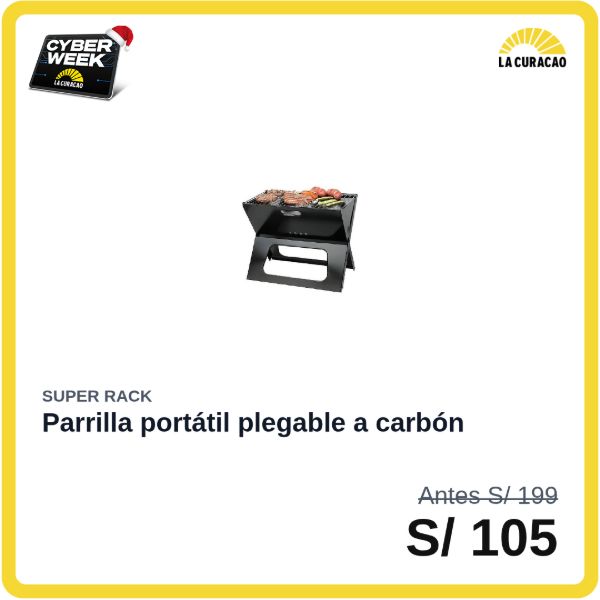 CYBER
WEEK
LA CURACAO
LA CURACAO
SUPER RACK
Parrilla portátil plegable a carbón
Antes S/ 199
S/ 105